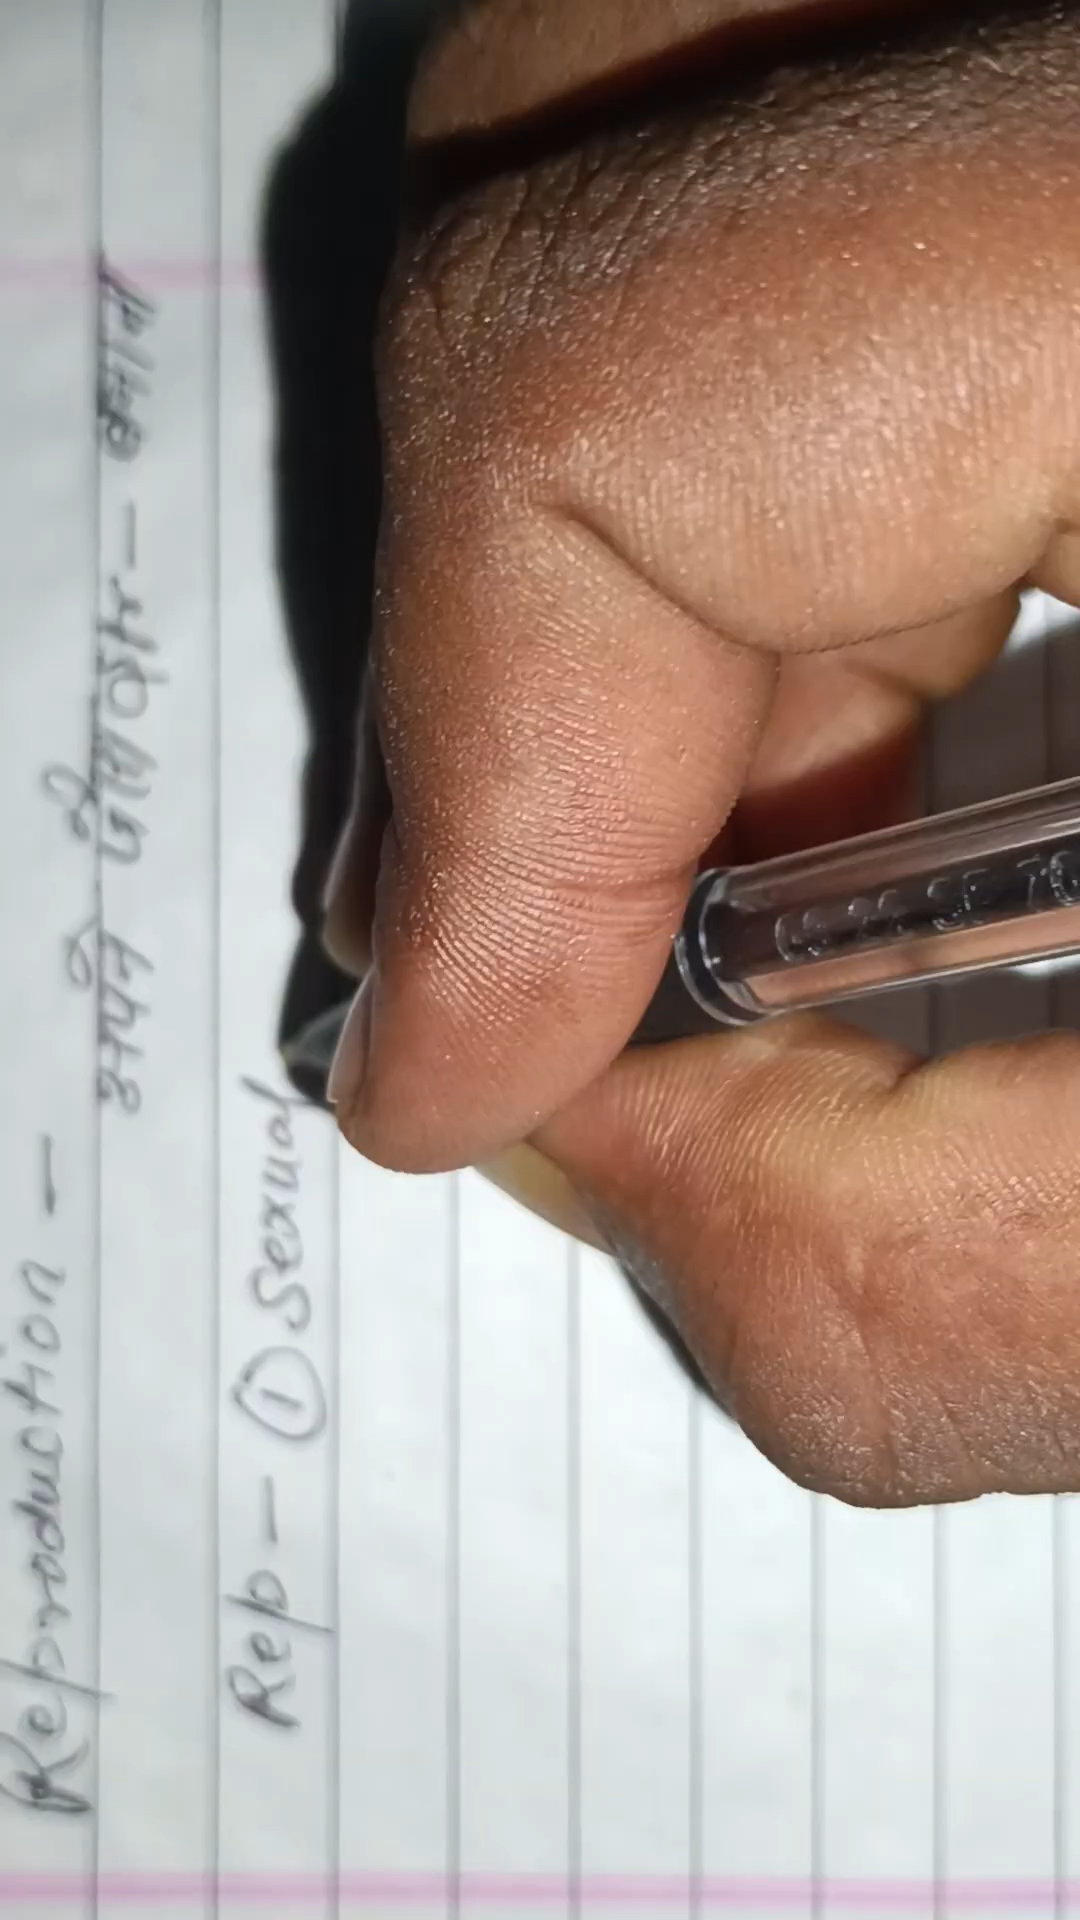 Reproduction -
अपने - बनाना
Rep - ① sexual